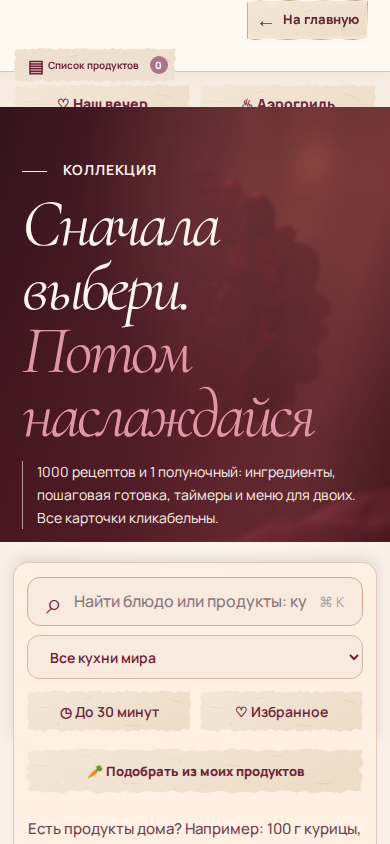 ← На главную
Список продуктов 0
♡ Наш вечер
♨ Аэрогриль
КОЛЛЕКЦИЯ
Сначала
выбери.
Потом
наслаждайся
1000 рецептов и 1 полуночный: ингредиенты,
пошаговая готовка, таймеры и меню для двоих.
Все карточки кликабельны.
Найти блюдо или продукты: ку ⌘ K
Все кухни мира
◷ До 30 минут
♡ Избранное
🥕 Подобрать из моих продуктов
Есть продукты дома? Например: 100 г курицы,